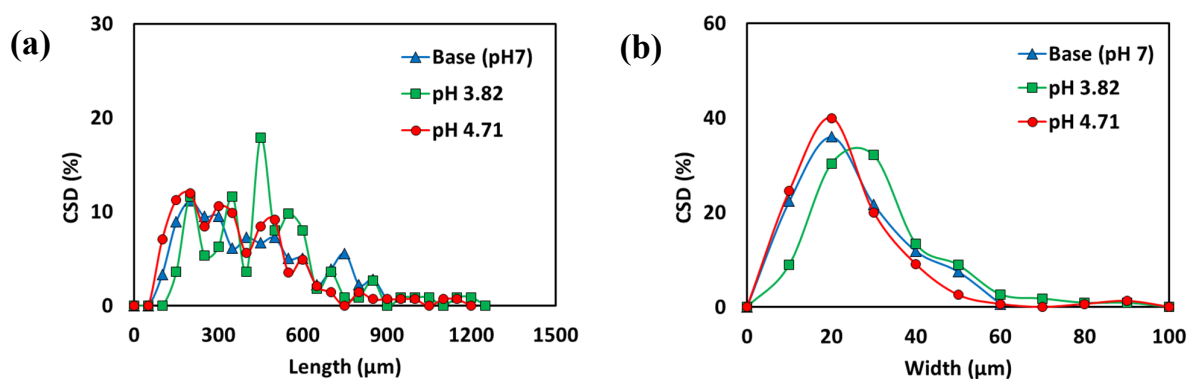 (a)
30
20
10
0
CSD (%)
Base (pH7)
pH 3.82
pH 4.71
0 300 600 900 1200 1500
Length (µm)
(b)
60
40
20
0
CSD (%)
Base (pH 7)
pH 3.82
pH 4.71
0 20 40 60 80 100
Width (µm)